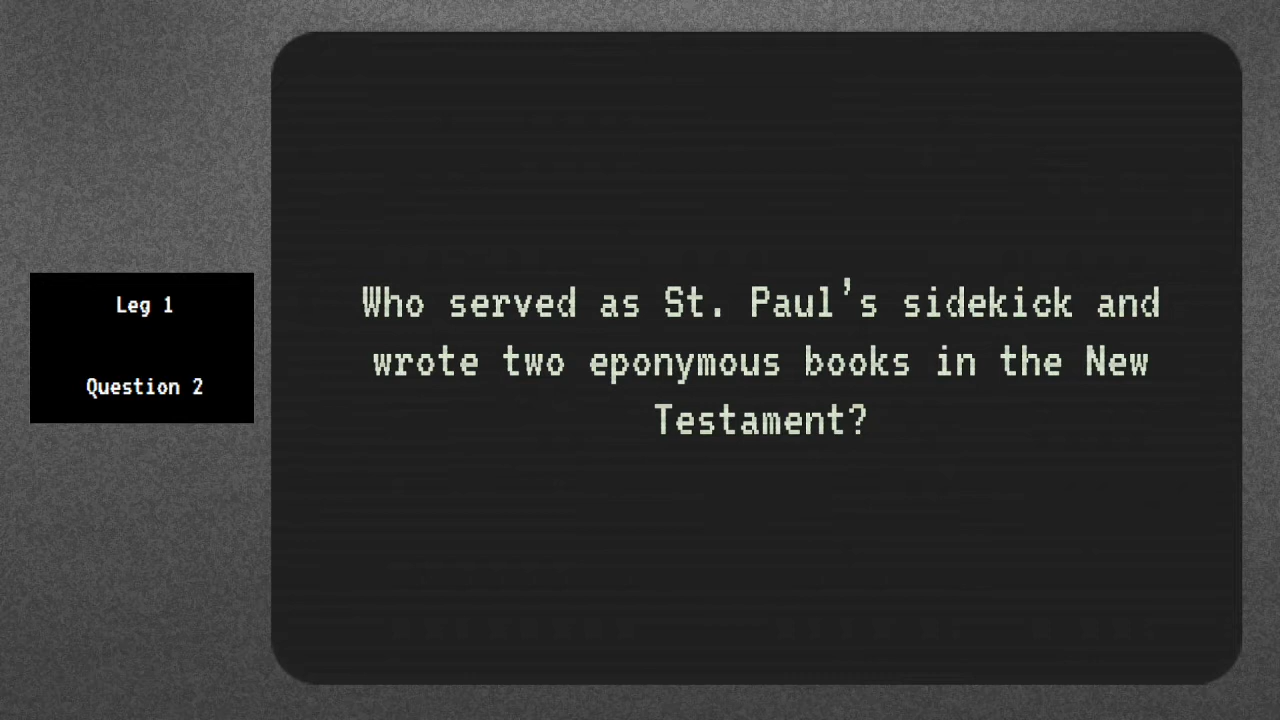 Leg 1
Question 2
Who served as St. Paul's sidekick and
wrote two eponymous books in the New
Testament?